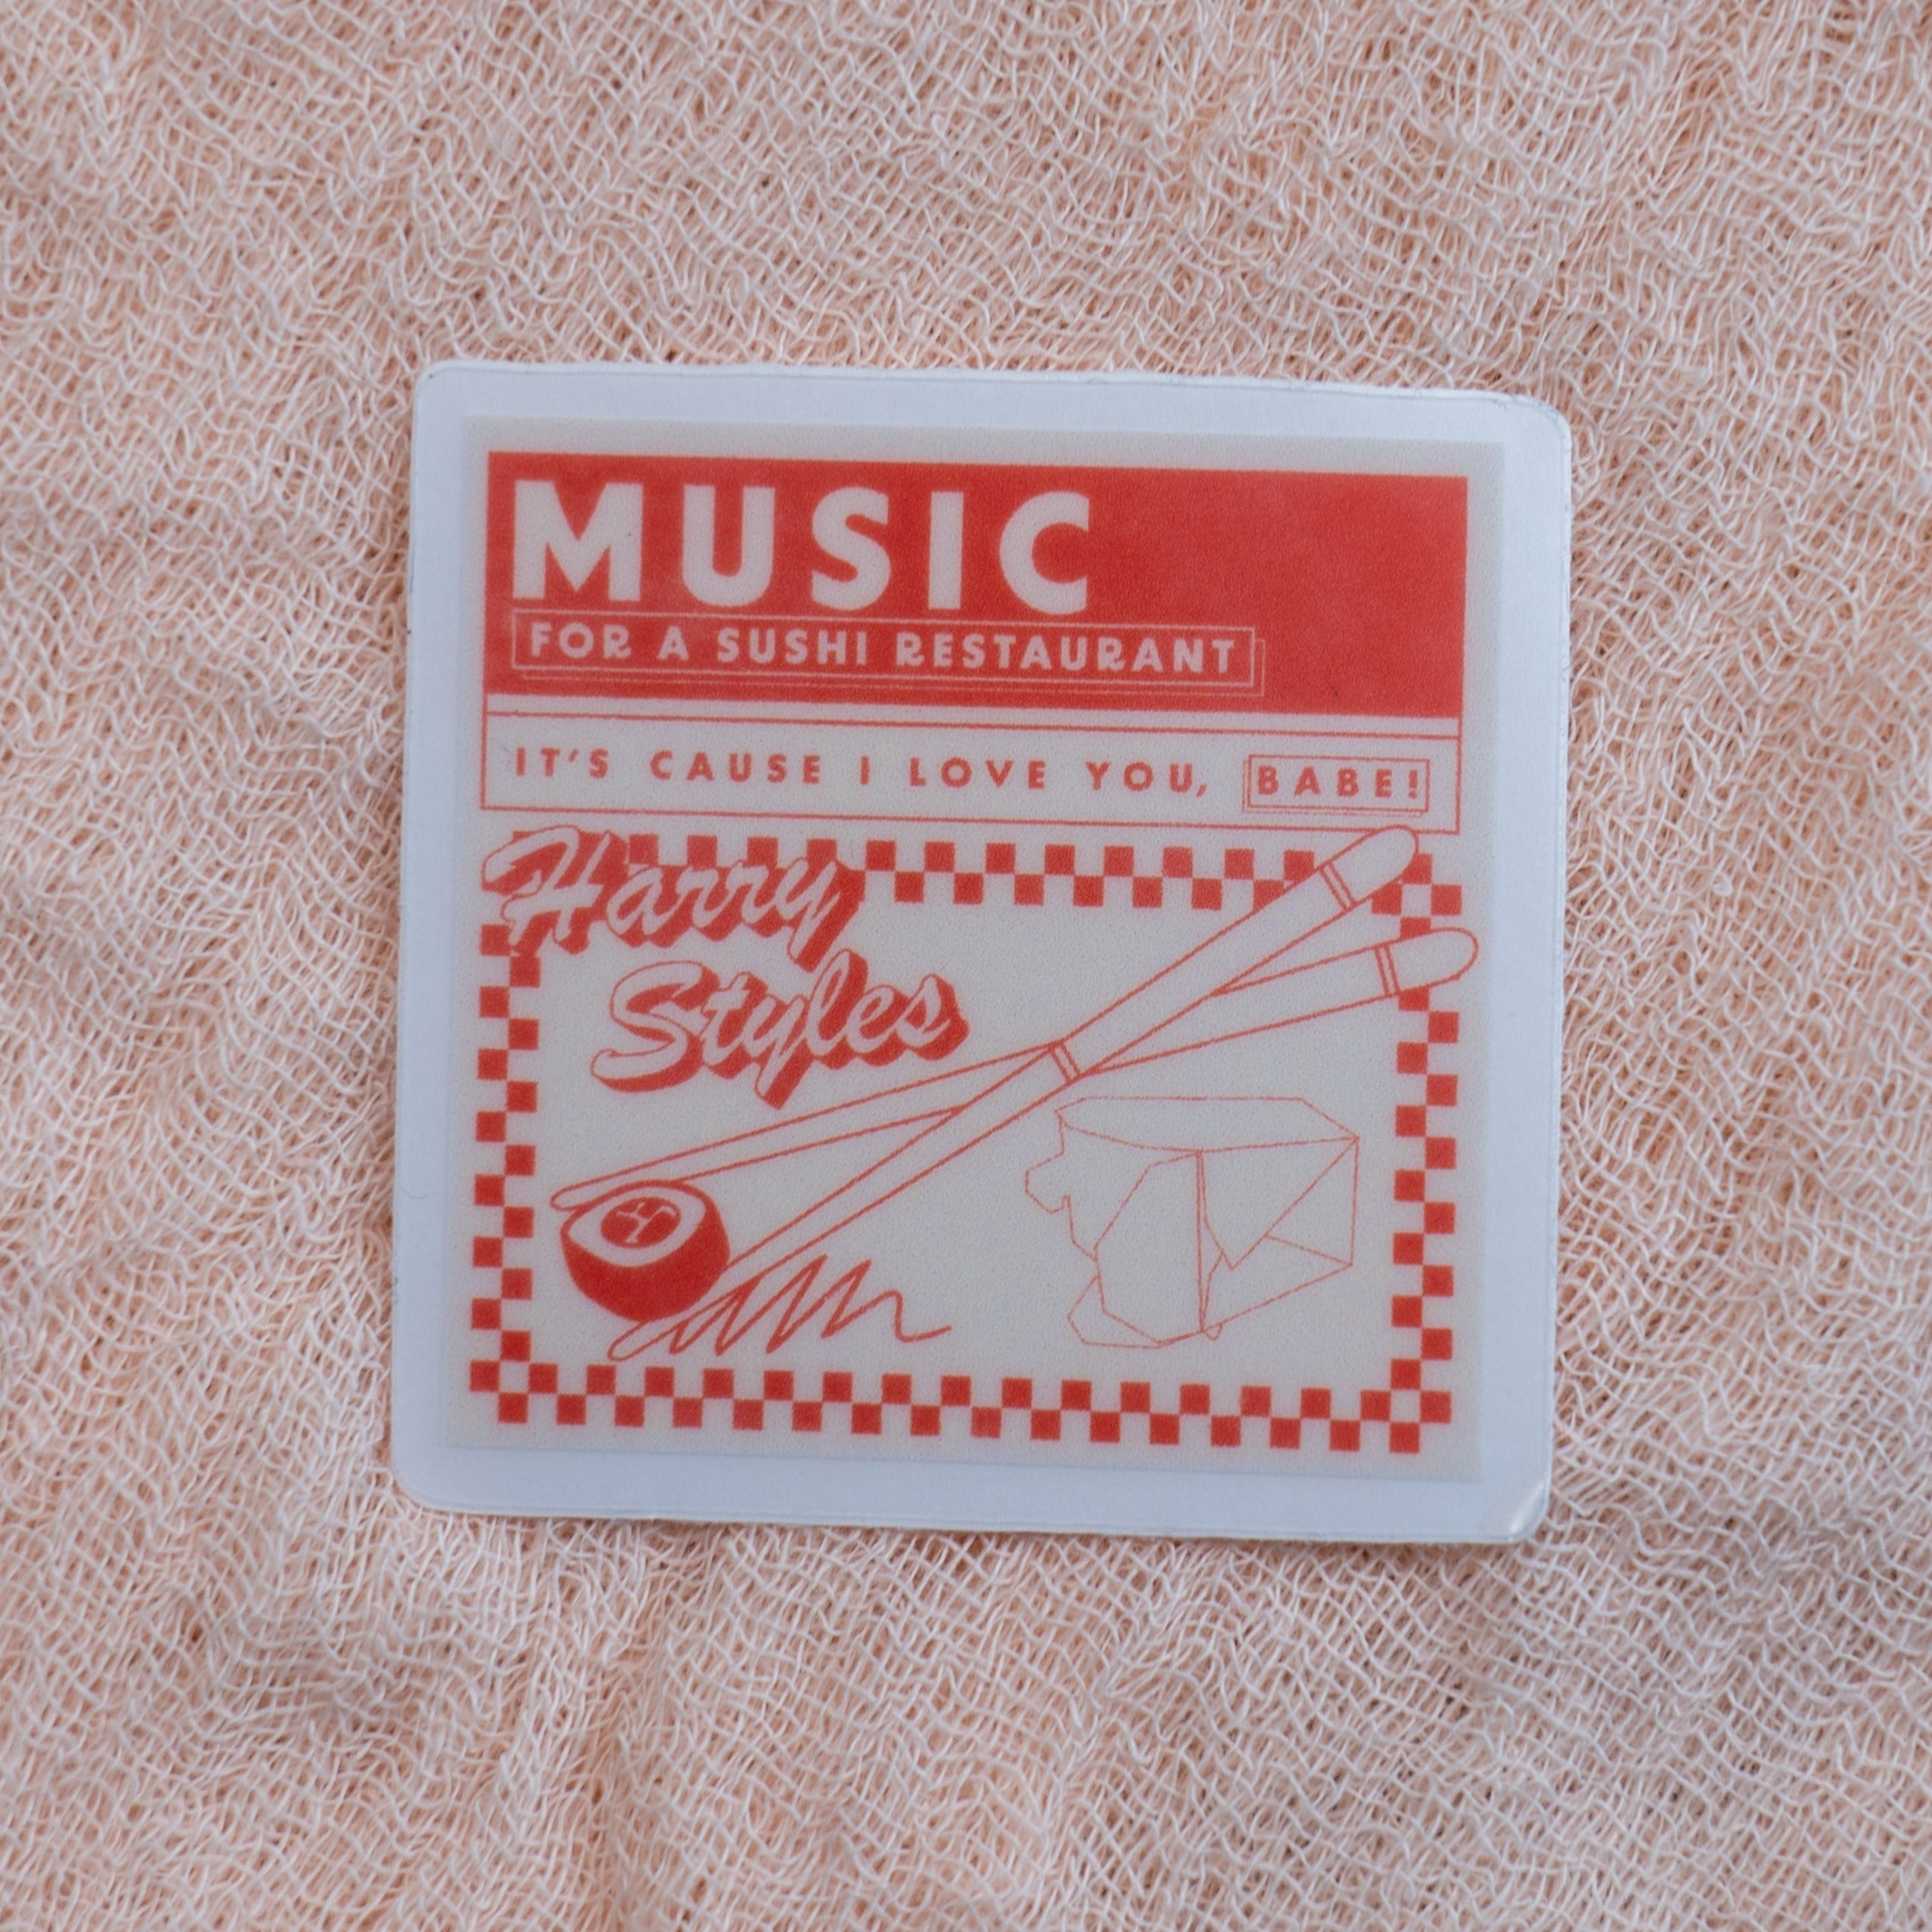 MUSIC
FOR A SUSHI RESTAURANT
IT'S CAUSE I LOVE YOU, BABE!
Harry
Styles